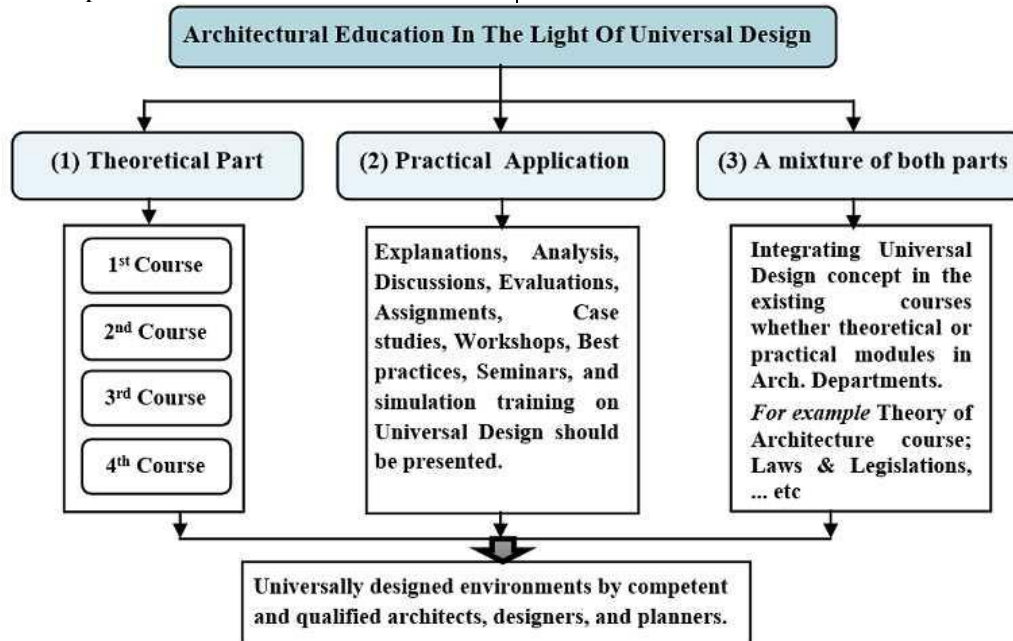 Architectural Education In The Light Of Universal Design
(1) Theoretical Part
(2) Practical Application
(3) A mixture of both parts
1st Course
2nd Course
3rd Course
4th Course
Explanations, Analysis,
Discussions, Evaluations,
Assignments, Case
studies, Workshops, Best
practices, Seminars, and
simulation training on
Universal Design should
be presented.
Integrating Universal
Design concept in the
existing courses
whether theoretical or
practical modules in
Arch. Departments.
For example Theory of
Architecture course;
Laws & Legislations,
... etc
Universally designed environments by competent
and qualified architects, designers, and planners.